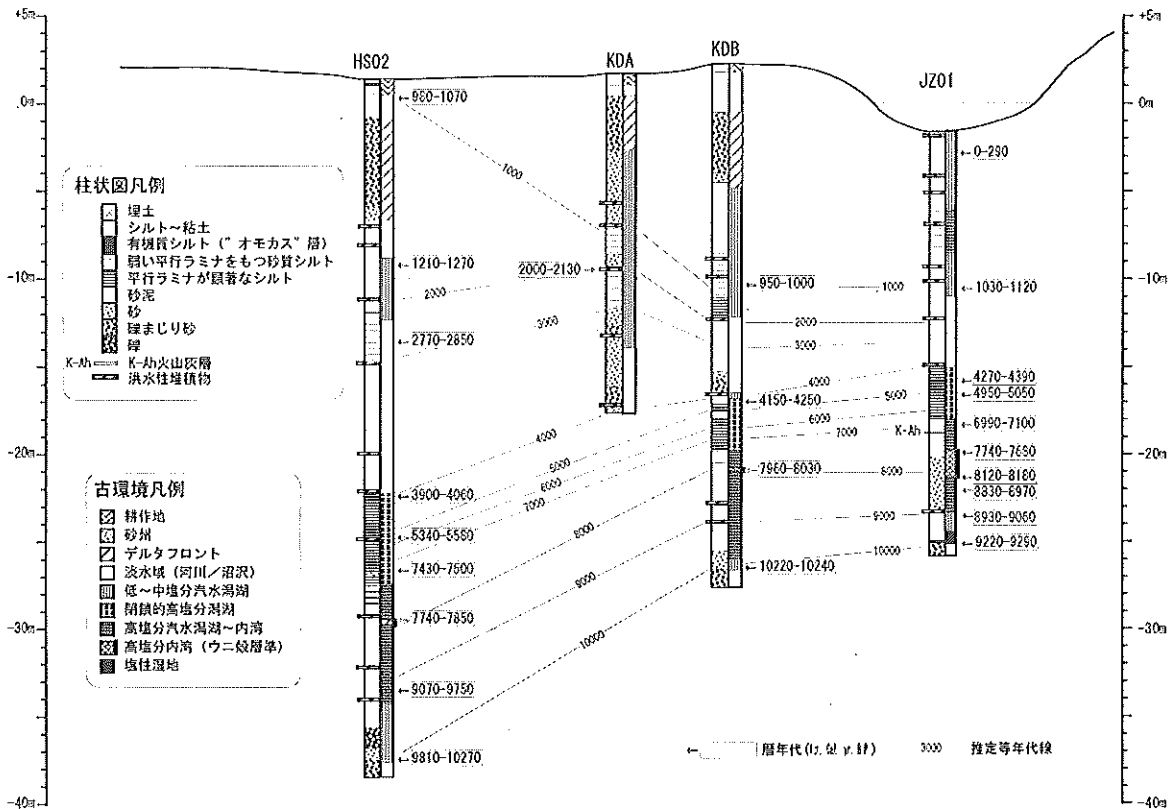 +5m
0m
-10m
-20m
-30m
-40m
HS02
KDA
KDB
JZ01
+5m
0m
-10m
-20m
-30m
-40m
柱状図凡例
埋土
シルト～粘土
有機質シルト（"オモカス"層）
弱い平行ラミナをもつ砂質シルト
平行ラミナが顕著なシルト
砂泥
砂
礫まじり砂
礫
K-Ah K-Ah火山灰層
洪水性堆積物
古環境凡例
耕作地
砂州
デルタフロント
淡水域（河川／沼沢）
低～中塩分汽水潟湖
閉鎖的高塩分潟湖
高塩分汽水潟湖～内湾
高塩分内湾（ウニ殻層準）
塩性湿地
←980-1070
←1210-1270
←2770-2850
←3900-4060
←7430-7500
←7740-7850
←9070-9750
←9810-10270
2000-2130→
←950-1000
←4150-4250
←10220-10240
←0-290
←1030-1120
←4270-4390
←4950-5050
←6990-7100
K-Ah
←8120-8180
←8930-9060
←9220-9290
1000
2000
3000
4000
5000
6000
7000
8000
9000
10000
1000
2000
3000
4000
5000
6000
7000
8000
9000
10000
← 暦年代
3000 推定等年代線